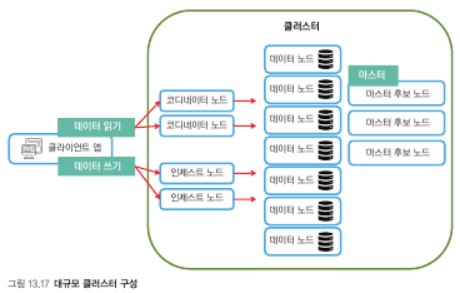 클러스터
데이터 노드
데이터 노드
데이터 노드
데이터 노드
데이터 노드
데이터 노드
데이터 노드
마스터
마스터 후보 노드
마스터 후보 노드
마스터 후보 노드
코디네이터 노드
코디네이터 노드
인제스트 노드
인제스트 노드
데이터 읽기
클라이언트 앱
데이터 쓰기
그림 13.17 대규모 클러스터 구성